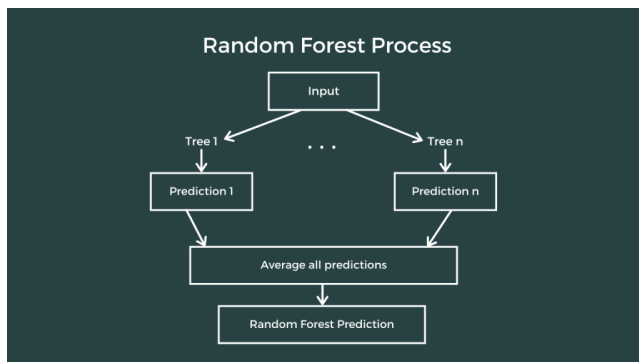 Random Forest Process
Input
Tree 1
. . .
Tree n
Prediction 1
Prediction n
Average all predictions
Random Forest Prediction